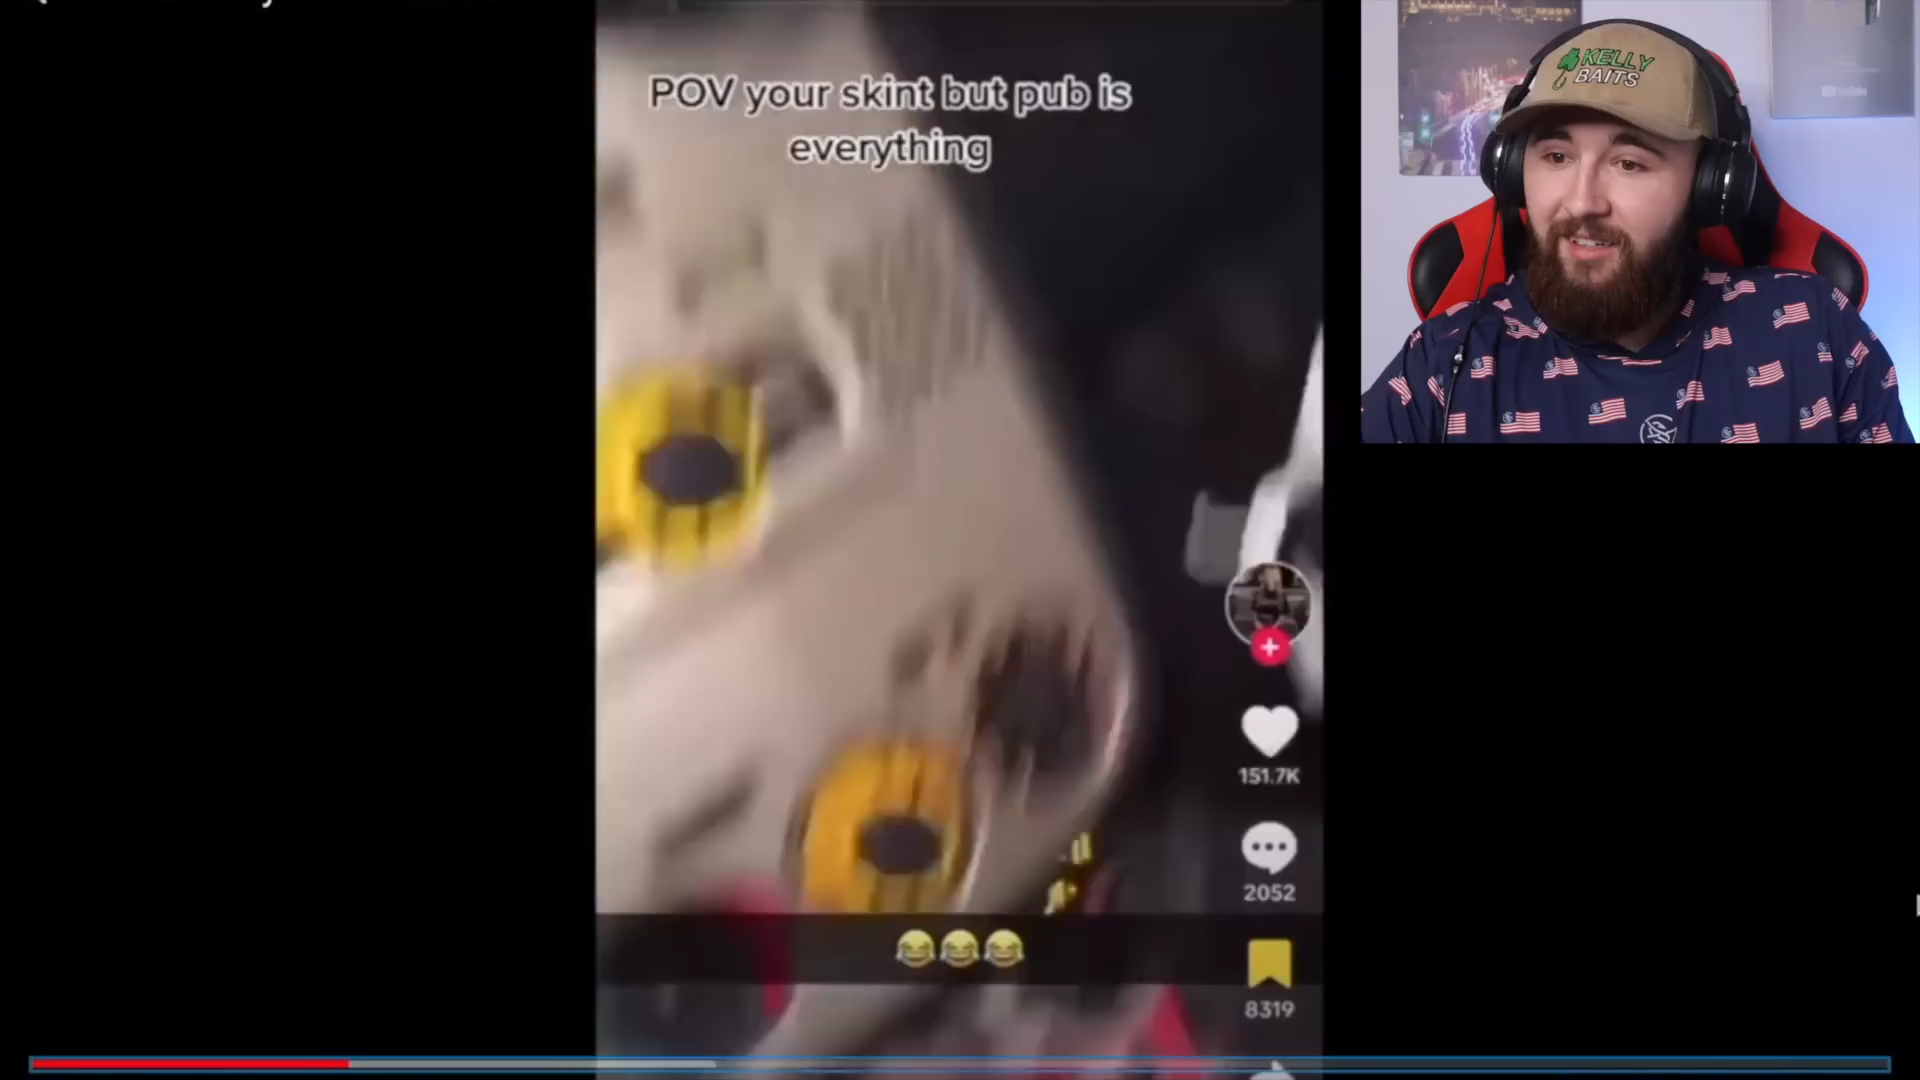 POV your skint but pub is
everything
KELLY
BAITS
151.7K
2052
8319